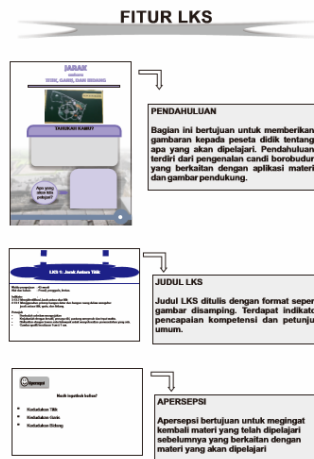 FITUR LKS
JARAK
antara
TITIK, GARIS, DAN BIDANG
TAHUKAH KAMU?
Apa yang
akan kita
pelajari?
PENDAHULUAN
Bagian ini bertujuan untuk memberikan
gambaran kepada peseta didik tentang
apa yang akan dipelajari. Pendahuluan
terdiri dari pengenalan candi borobudur
yang berkaitan dengan aplikasi materi
dan gambar pendukung.
LKS 1: Jarak Antara Titik
JUDUL LKS
Judul LKS ditulis dengan format seper
gambar disamping. Terdapat indikato
pencapaian kompetensi dan petunju
umum.
Apersepsi
Masih ingatkah kalian?
Kedudukan Titik
Kedudukan Garis
Kedudukan Bidang
APERSEPSI
Apersepsi bertujuan untuk megingat
kembali materi yang telah dipelajari
sebelumnya yang berkaitan dengan
materi yang akan dipelajari